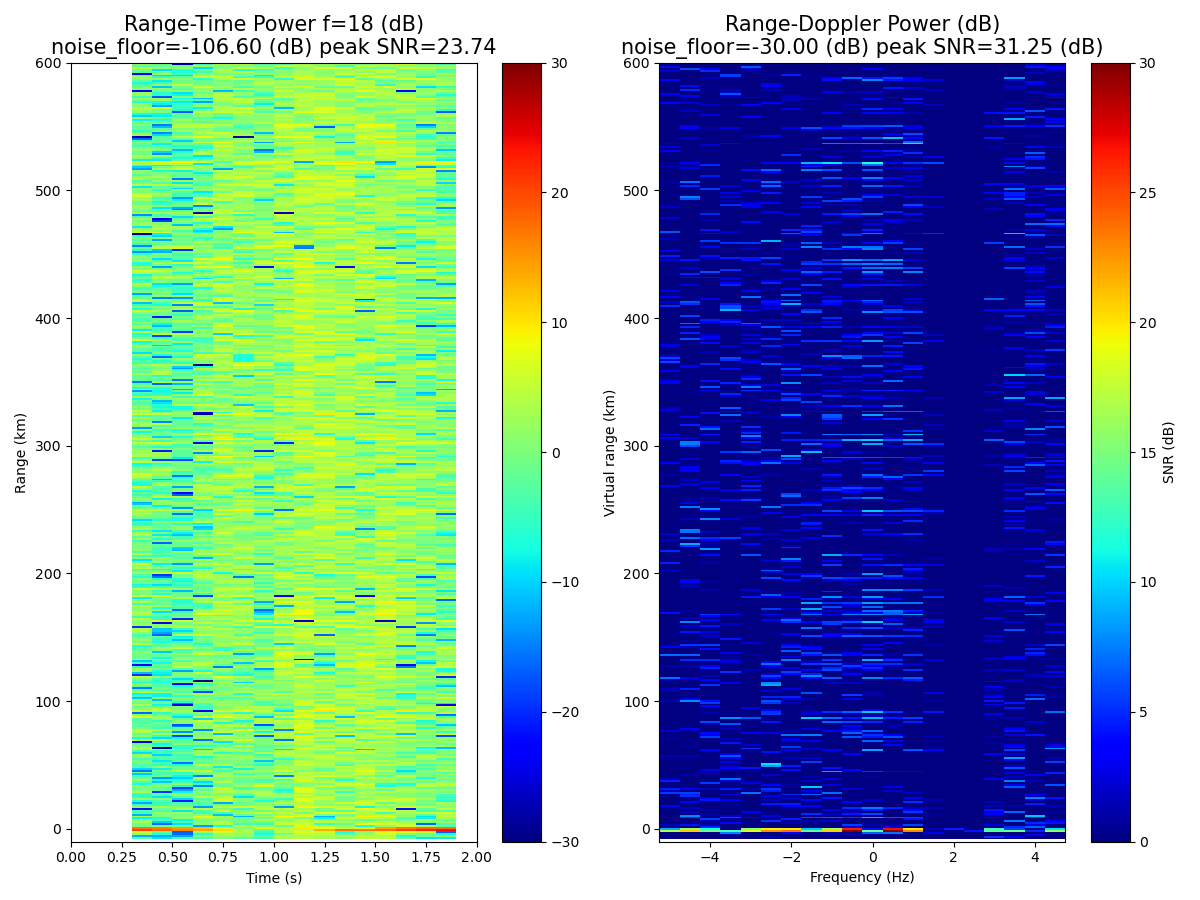 Range-Time Power f=18 (dB)
noise_floor=-106.60 (dB) peak SNR=23.74
Range-Doppler Power (dB)
noise_floor=-30.00 (dB) peak SNR=31.25 (dB)
600
500
400
300
200
100
0
Range (km)
0.00 0.25 0.50 0.75 1.00 1.25 1.50 1.75 2.00
Time (s)
30
20
10
0
−10
−20
−30
600
500
400
300
200
100
0
Virtual range (km)
−4 −2 0 2 4
Frequency (Hz)
30
25
20
15
10
5
0
SNR (dB)